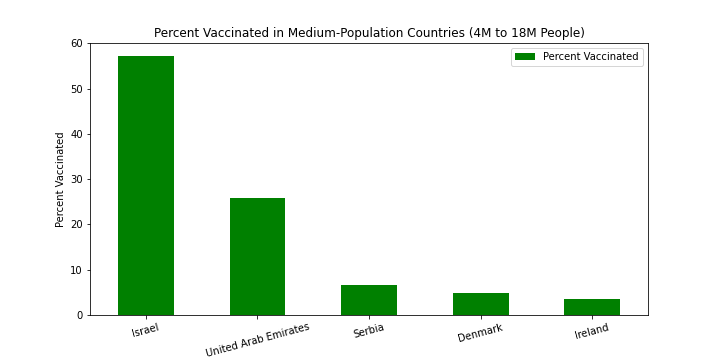 Percent Vaccinated in Medium-Population Countries (4M to 18M People)
Percent Vaccinated
Percent Vaccinated
60
50
40
30
20
10
0
Israel
United Arab Emirates
Serbia
Denmark
Ireland